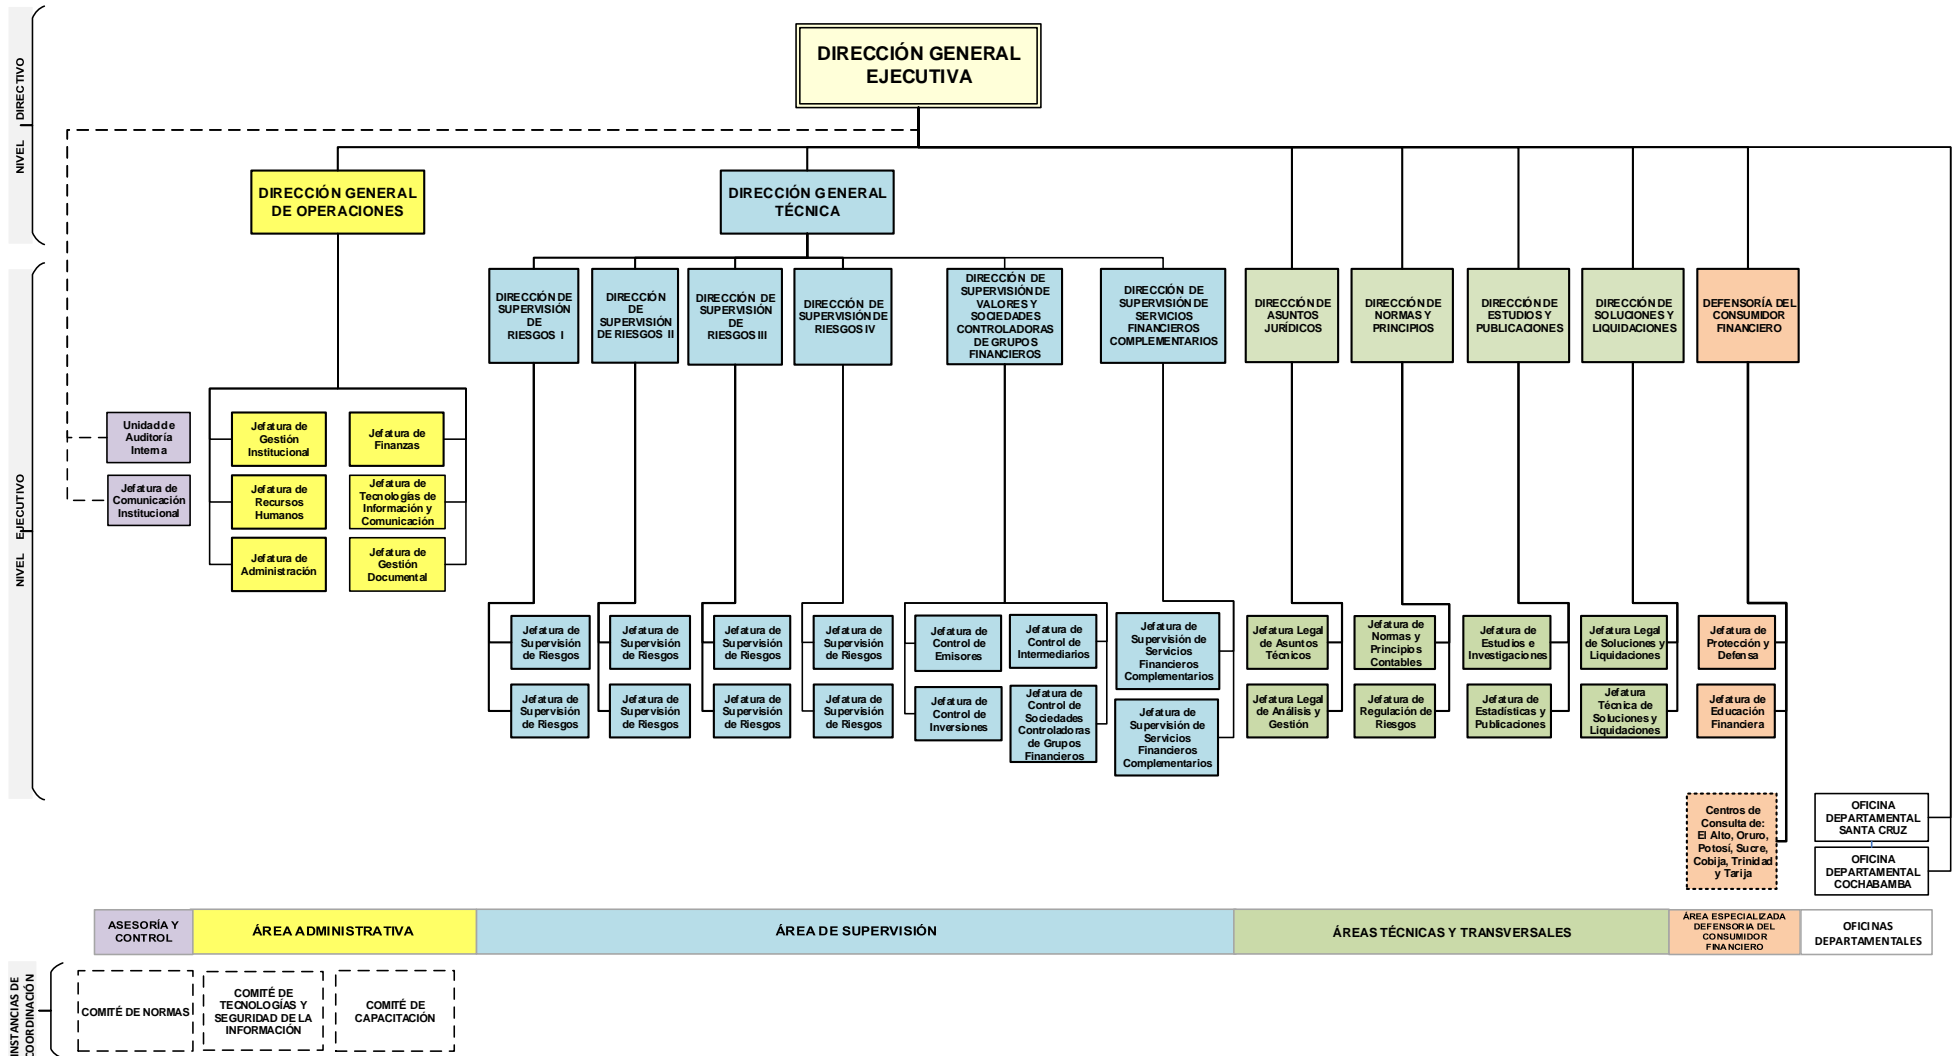 DIRECCIÓN GENERAL
EJECUTIVA
NIVEL DIRECTIVO
DIRECCIÓN GENERAL
DE OPERACIONES
DIRECCIÓN GENERAL
TÉCNICA
DIRECCIÓN DE
SUPERVISIÓN
DE
RIESGOS I
DIRECCIÓN
DE
SUPERVISIÓN
DE RIESGOS II
DIRECCIÓN DE
SUPERVISIÓN
DE
RIESGOS III
DIRECCIÓN DE
SUPERVISIÓN DE
RIESGOS IV
DIRECCIÓN DE
SUPERVISIÓN DE
VALORES Y
SOCIEDADES
CONTROLADORAS
DE GRUPOS
FINANCIEROS
DIRECCIÓN DE
SUPERVISIÓN DE
SERVICIOS
FINANCIEROS
COMPLEMENTARIOS
DIRECCIÓN DE
ASUNTOS
JURÍDICOS
DIRECCIÓN DE
NORMAS Y
PRINCIPIOS
DIRECCIÓN DE
ESTUDIOS Y
PUBLICACIONES
DIRECCIÓN DE
SOLUCIONES Y
LIQUIDACIONES
DEFENSORÍA DEL
CONSUMIDOR
FINANCIERO
NIVEL EJECUTIVO
Unidad de
Auditoría
Interna
Jefatura de
Comunicación
Institucional
Jefatura de
Gestión
Institucional
Jefatura de
Finanzas
Jefatura de
Recursos
Humanos
Jefatura de
Tecnologías de
Información y
Comunicación
Jefatura de
Administración
Jefatura de
Gestión
Documental
Jefatura de
Supervisión
de Riesgos
Jefatura de
Supervisión
de Riesgos
Jefatura de
Supervisión
de Riesgos
Jefatura de
Supervisión
de Riesgos
Jefatura de
Control de
Emisores
Jefatura de
Control de
Intermediarios
Jefatura de
Supervisión de
Servicios
Financieros
Complementarios
Jefatura Legal
de Asuntos
Técnicos
Jefatura de
Normas y
Principios
Contables
Jefatura de
Estudios e
Investigaciones
Jefatura Legal
de Soluciones y
Liquidaciones
Jefatura de
Protección y
Defensa
Jefatura de
Supervisión
de Riesgos
Jefatura de
Supervisión
de Riesgos
Jefatura de
Supervisión
de Riesgos
Jefatura de
Supervisión
de Riesgos
Jefatura de
Control de
Inversiones
Jefatura de
Control de
Sociedades
Controladoras
de Grupos
Financieros
Jefatura de
Supervisión de
Servicios
Financieros
Complementarios
Jefatura Legal
de Análisis y
Gestión
Jefatura de
Regulación de
Riesgos
Jefatura de
Estadísticas y
Publicaciones
Jefatura
Técnica de
Soluciones y
Liquidaciones
Jefatura de
Educación
Financiera
Centros de
Consulta de:
El Alto, Oruro,
Potosí, Sucre,
Cobija, Trinidad
y Tarija
OFICINA
DEPARTAMENTAL
SANTA CRUZ
OFICINA
DEPARTAMENTAL
COCHABAMBA
ASESORÍA Y
CONTROL
ÁREA ADMINISTRATIVA
ÁREA DE SUPERVISIÓN
ÁREAS TÉCNICAS Y TRANSVERSALES
ÁREA ESPECIALIZADA
DEFENSORIA DEL
CONSUMIDOR
FINANCIERO
OFICINAS
DEPARTAMENTALES
INSTANCIAS DE
COORDINACIÓN
COMITÉ DE NORMAS
COMITÉ DE
TECNOLOGÍAS Y
SEGURIDAD DE LA
INFORMACIÓN
COMITÉ DE
CAPACITACIÓN